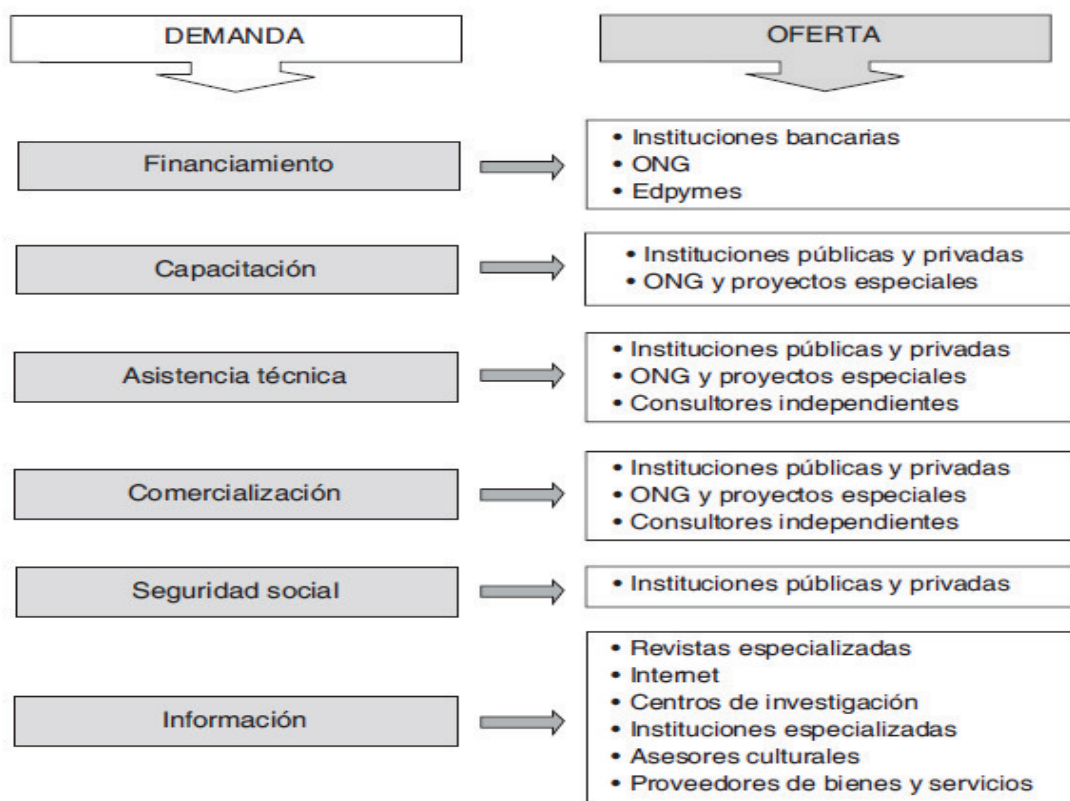 DEMANDA
OFERTA
Financiamiento
• Instituciones bancarias
• ONG
• Edpymes
Capacitación
• Instituciones públicas y privadas
• ONG y proyectos especiales
Asistencia técnica
• Instituciones públicas y privadas
• ONG y proyectos especiales
• Consultores independientes
Comercialización
• Instituciones públicas y privadas
• ONG y proyectos especiales
• Consultores independientes
Seguridad social
• Instituciones públicas y privadas
Información
• Revistas especializadas
• Internet
• Centros de investigación
• Instituciones especializadas
• Asesores culturales
• Proveedores de bienes y servicios